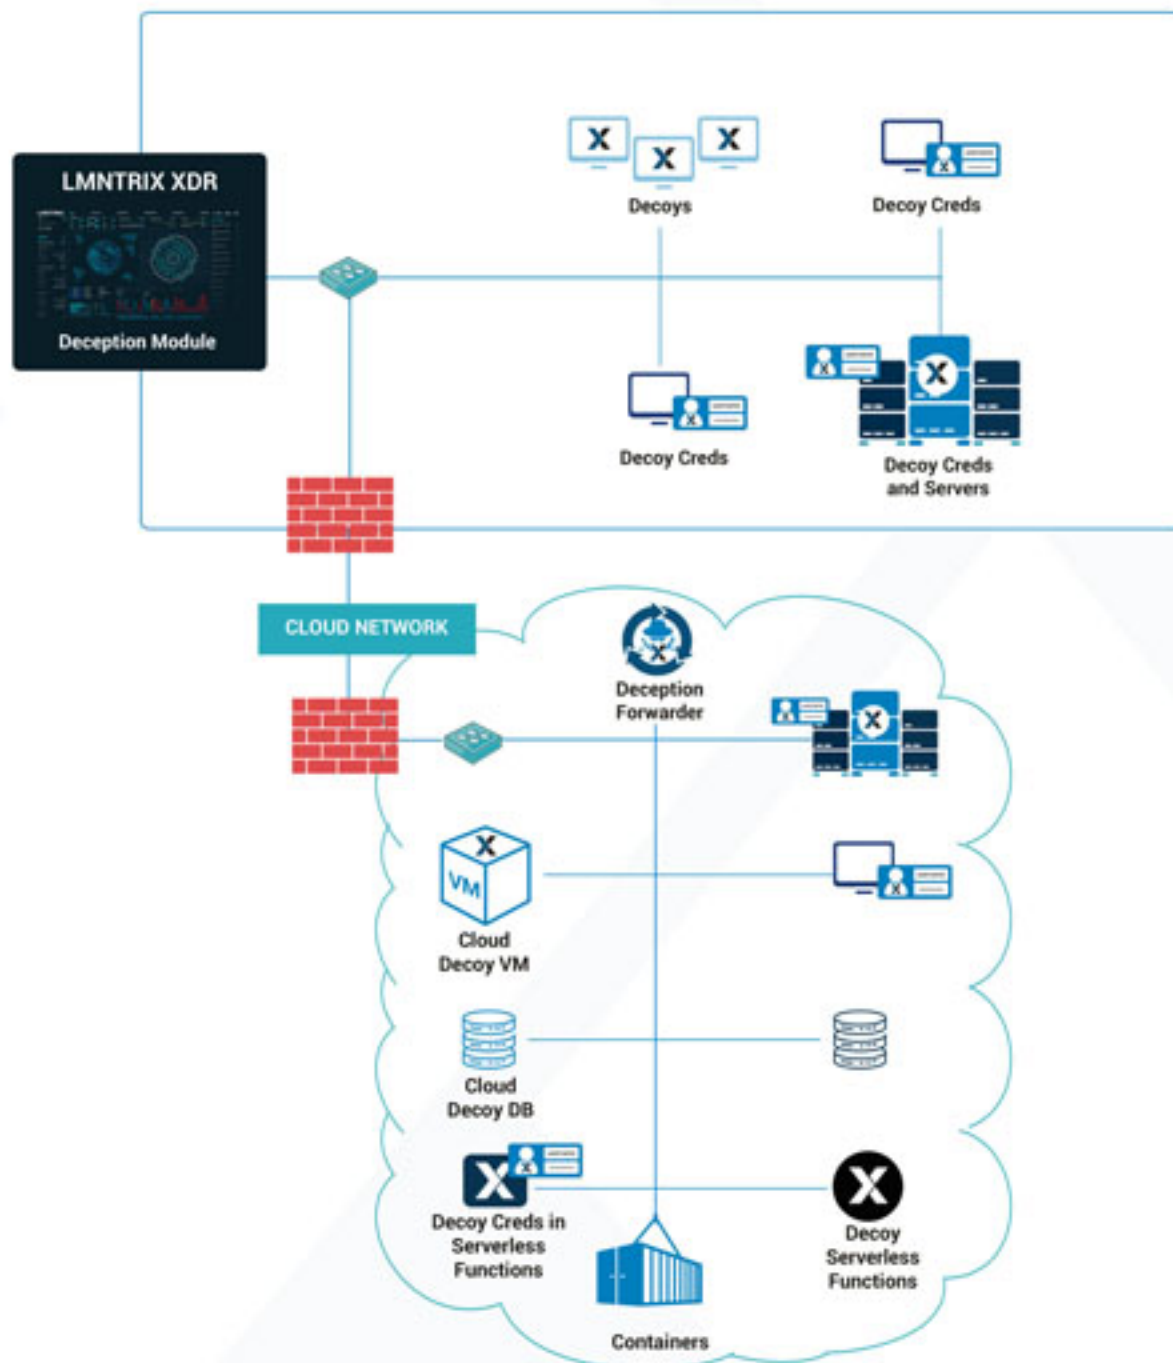 LMNTRIX XDR
Deception Module
Decoys
Decoy Creds
Decoy Creds
Decoy Creds
and Servers
CLOUD NETWORK
Deception
Forwarder
VM
Cloud
Decoy VM
Cloud
Decoy DB
Decoy Creds in
Serverless
Functions
Decoy
Serverless
Functions
Containers